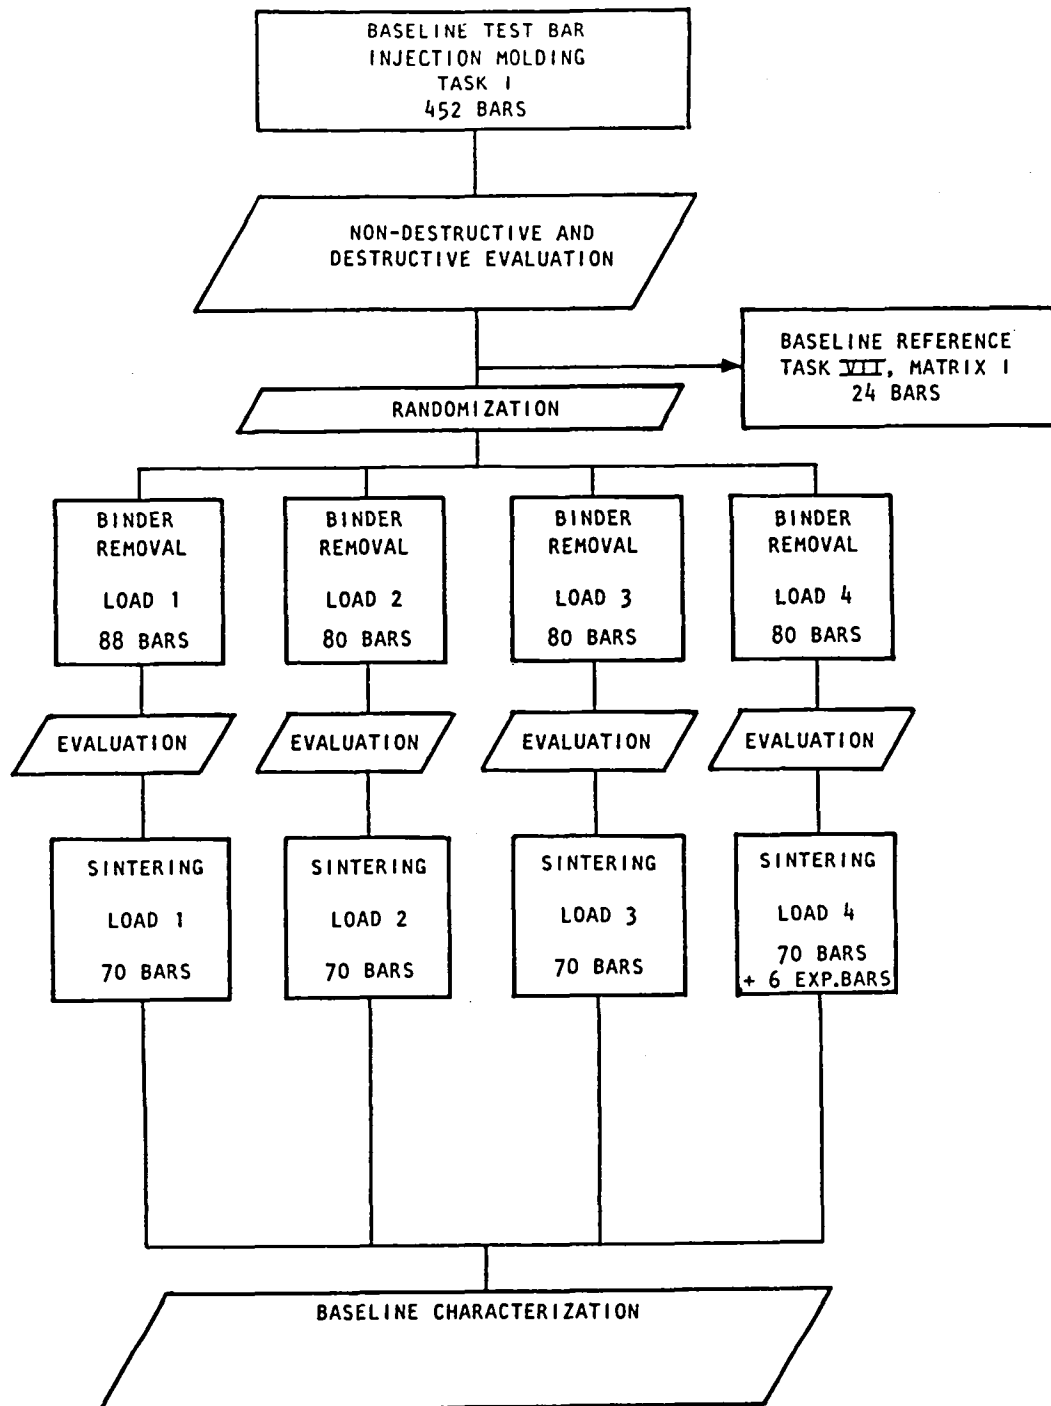 BASELINE TEST BAR
INJECTION MOLDING
TASK I
452 BARS
NON-DESTRUCTIVE AND
DESTRUCTIVE EVALUATION
BASELINE REFERENCE
TASK VII, MATRIX I
24 BARS
RANDOMIZATION
BINDER
REMOVAL
LOAD 1
88 BARS
BINDER
REMOVAL
LOAD 2
80 BARS
BINDER
REMOVAL
LOAD 3
80 BARS
BINDER
REMOVAL
LOAD 4
80 BARS
EVALUATION
EVALUATION
EVALUATION
EVALUATION
SINTERING
LOAD 1
70 BARS
SINTERING
LOAD 2
70 BARS
SINTERING
LOAD 3
70 BARS
SINTERING
LOAD 4
70 BARS
+ 6 EXP.BARS
BASELINE CHARACTERIZATION